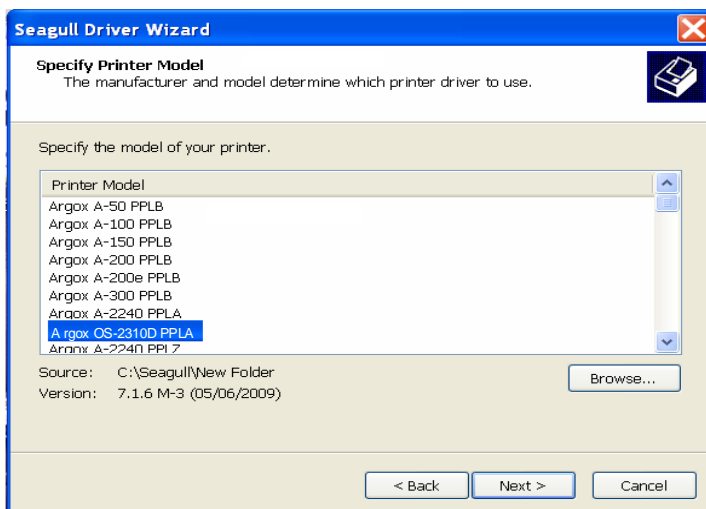 Seagull Driver Wizard
Specify Printer Model
The manufacturer and model determine which printer driver to use.
Specify the model of your printer.
Printer Model
Argox A-50 PPLB
Argox A-100 PPLB
Argox A-150 PPLB
Argox A-200 PPLB
Argox A-200e PPLB
Argox A-300 PPLB
Argox A-2240 PPLA
A rgox OS-2310D PPLA
Argox A-2240 PPLZ
Source: C:\Seagull\New Folder
Browse...
Version: 7.1.6 M-3 (05/06/2009)
< Back Next > Cancel